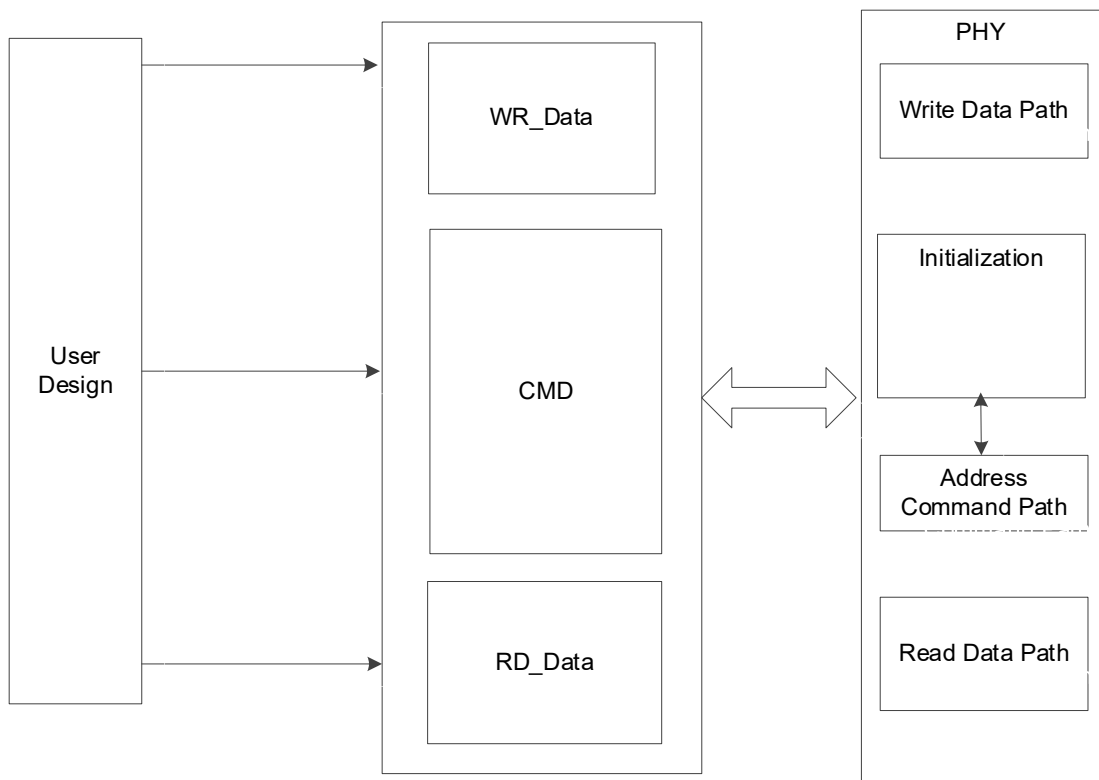 User
Design
WR_Data
CMD
RD_Data
PHY
Write Data Path
Initialization
Address
Command Path
Read Data Path